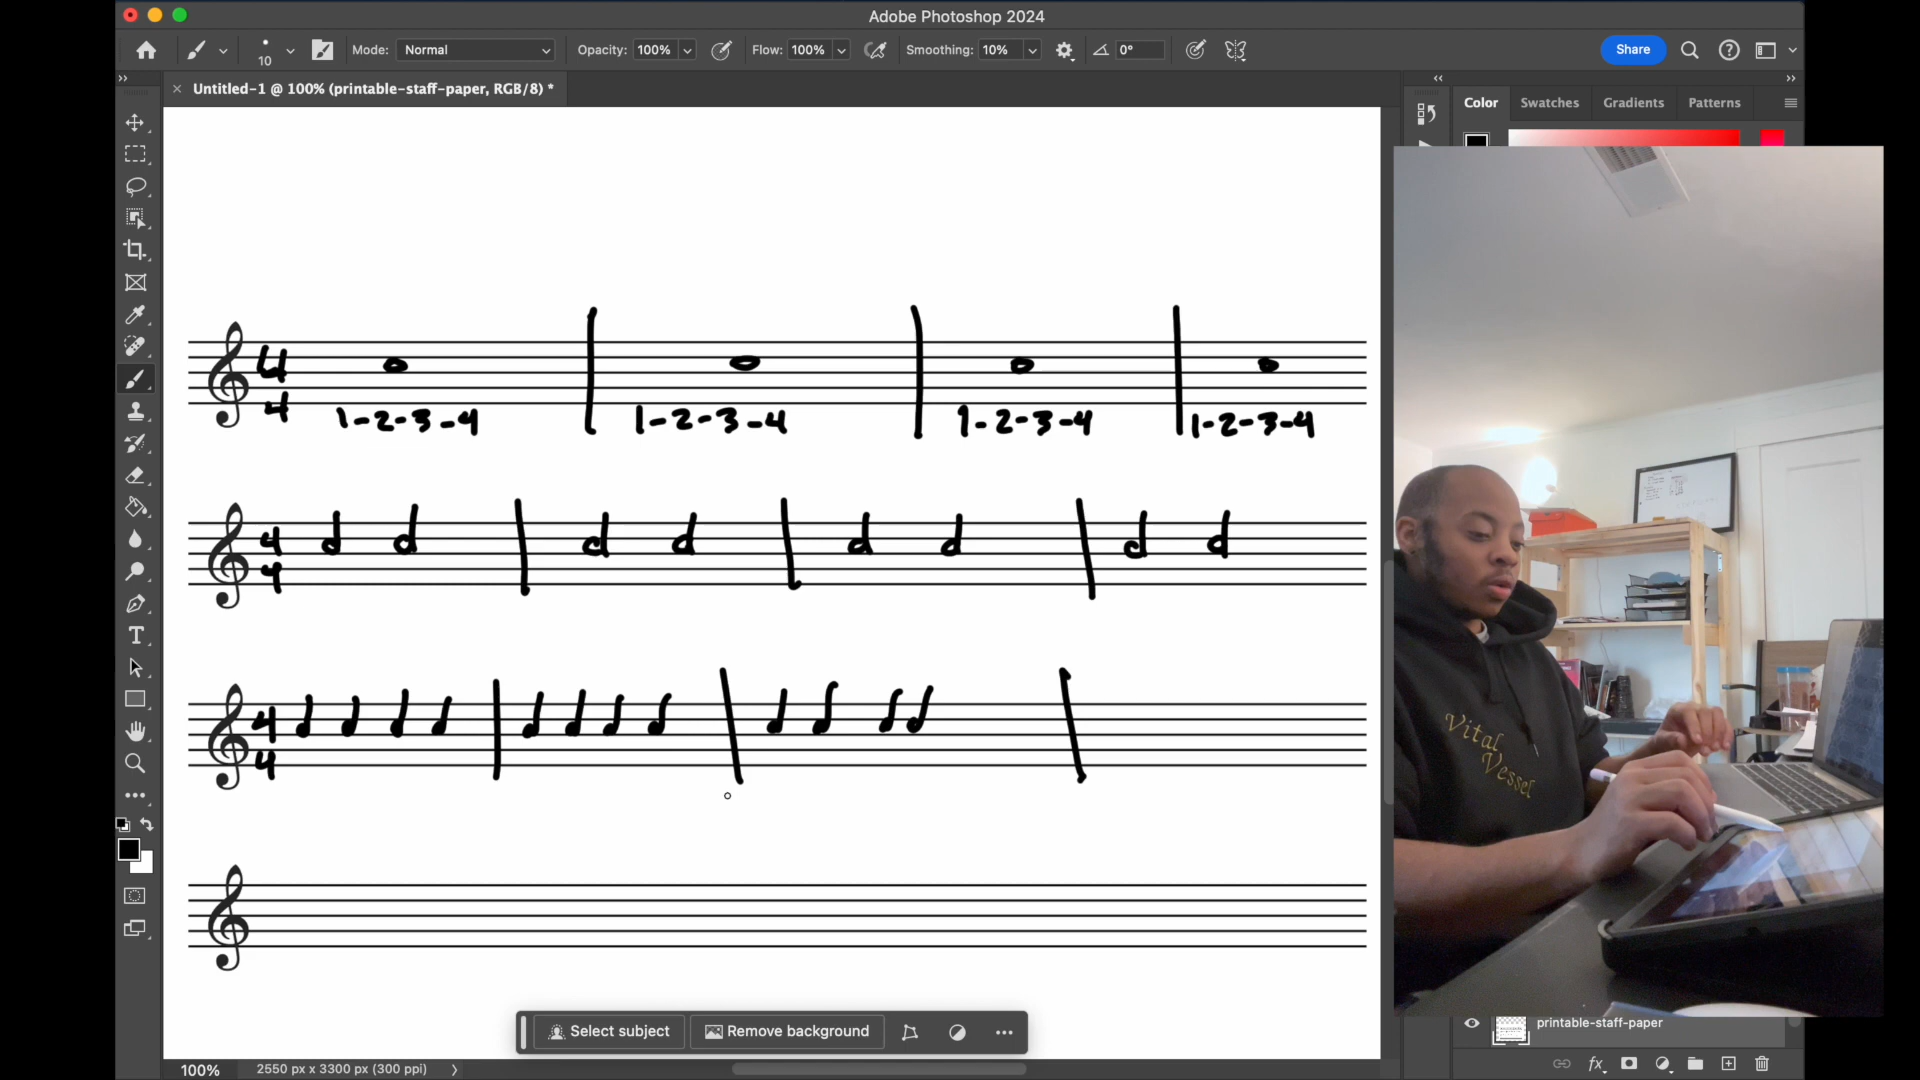 Adobe Photoshop 2024
10 Mode: Normal Opacity: 100% Flow: 100% Smoothing: 10% 0° Share
Untitled-1 @ 100% (printable-staff-paper, RGB/8) *
Color Swatches Gradients Patterns
4
4
1-2-3-4 1-2-3-4 1-2-3-4 1-2-3-4
4
4
4
4
Vital
Vessel
Select subject Remove background
printable-staff-paper
100% 2550 px x 3300 px (300 ppi)
fx